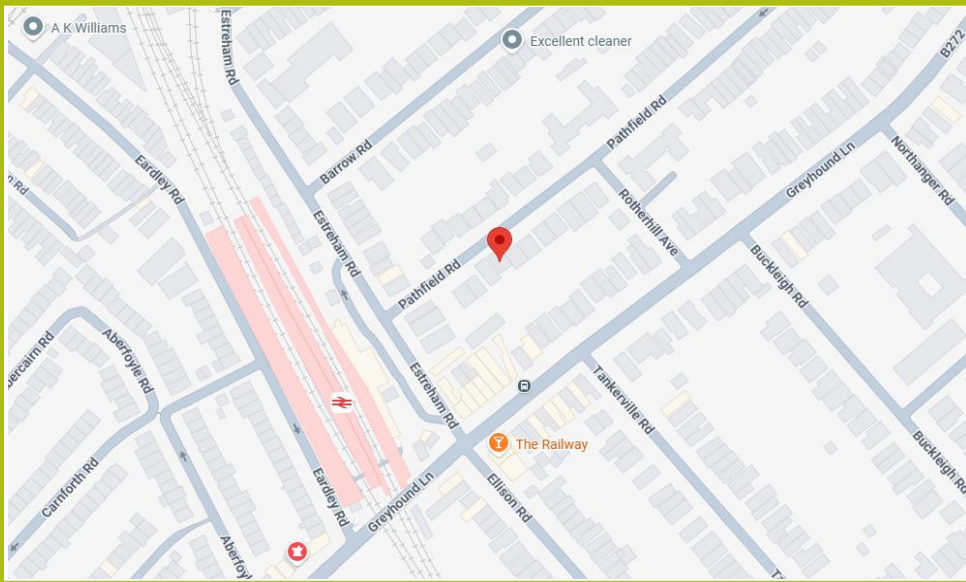 A K Williams
Estreham Rd
Excellent cleaner
B272
Eardley Rd
Barrow Rd
Pathfield Rd
Greyhound Ln
Northanger Rd
Rd
Estreham Rd
Rotherhill Ave
Pathfield Rd
Buckleigh Rd
Aberfoyle Rd
Estreham Rd
Tankerville Rd
The Railway
Buckleigh Rd
Carnforth Rd
Eardley Rd
Greyhound Ln
Ellison Rd